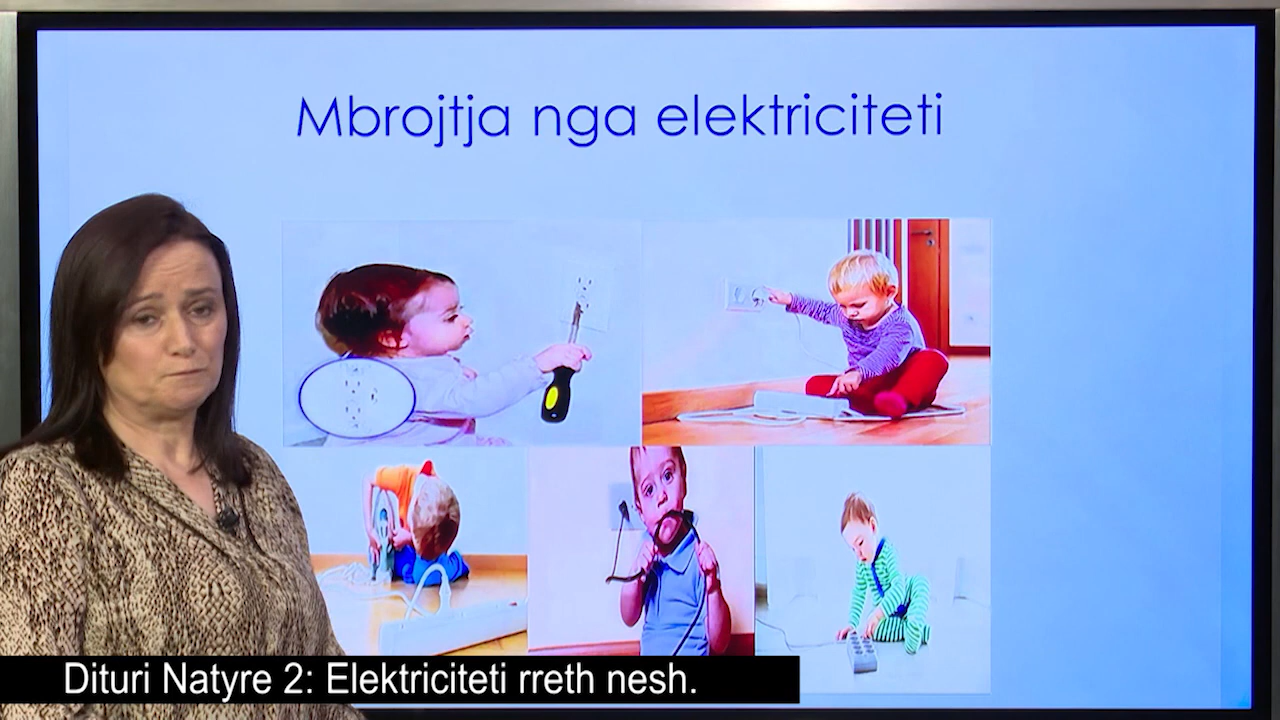 Mbrojtja nga elektriciteti
Dituri Natyre 2: Elektriciteti rreth nesh.